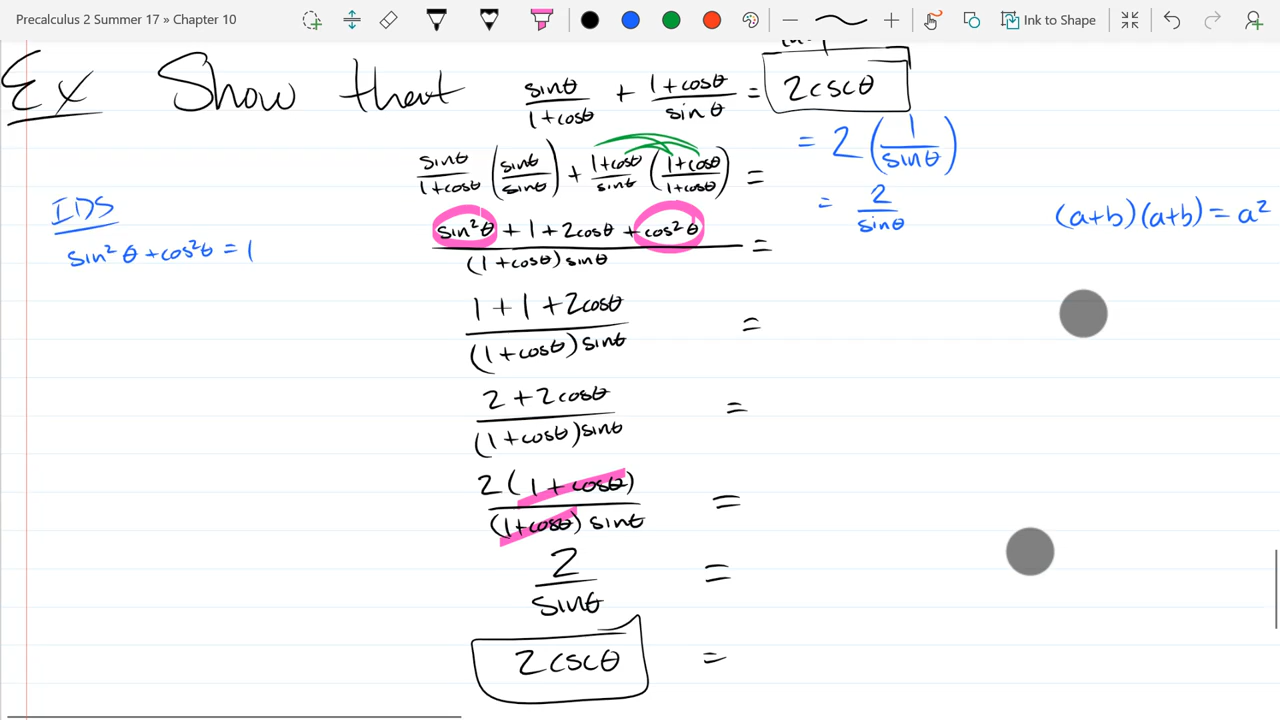 Precalculus 2 Summer 17 » Chapter 10
Ink to Shape
Ex Show that sinθ/(1+cosθ) + (1+cosθ)/sinθ = 2cscθ
= 2(1/sinθ)
sinθ/(1+cosθ) (sinθ/sinθ) + (1+cosθ)/sinθ ((1+cosθ)/(1+cosθ)) =
= 2/sinθ
IDS
sin²θ + cos²θ = 1
(a+b)(a+b) = a²
(sin²θ + 1 + 2cosθ + cos²θ)/((1+cosθ)sinθ) =
(1 + 1 + 2cosθ)/((1+cosθ)sinθ) =
(2 + 2cosθ)/((1+cosθ)sinθ) =
2(1 + cosθ)/((1+cosθ)sinθ) =
2/sinθ =
2cscθ =